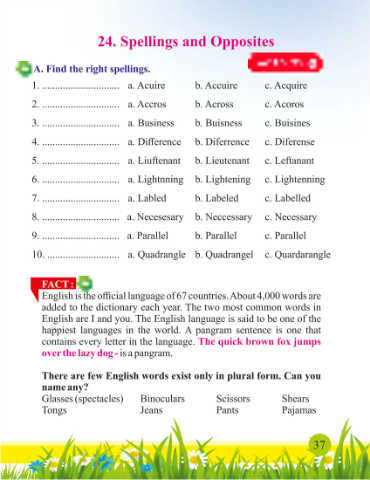 24. Spellings and Opposites
A. Find the right spellings.
1. .............................. a. Acuire b. Accuire c. Acquire
2. .............................. a. Accros b. Across c. Acoros
3. .............................. a. Business b. Buisness c. Buisines
4. .............................. a. Difference b. Diferrence c. Diferense
5. .............................. a. Liuftenant b. Lieutenant c. Leftanant
6. .............................. a. Lightnning b. Lightening c. Lightenning
7. .............................. a. Labled b. Labeled c. Labelled
8. .............................. a. Necesesary b. Neccessary c. Necessary
9. .............................. a. Parallel b. Parallel c. Parallel
10. ............................ a. Quadrangle b. Quadrangel c. Quardarangle
FACT :
English is the official language of 67 countries. About 4,000 words are
added to the dictionary each year. The two most common words in
English are I and you. The English language is said to be one of the
happiest languages in the world. A pangram sentence is one that
contains every letter in the language. The quick brown fox jumps
over the lazy dog - is a pangram.
There are few English words exist only in plural form. Can you
name any?
Glasses (spectacles) Binoculars Scissors Shears
Tongs Jeans Pants Pajamas
37